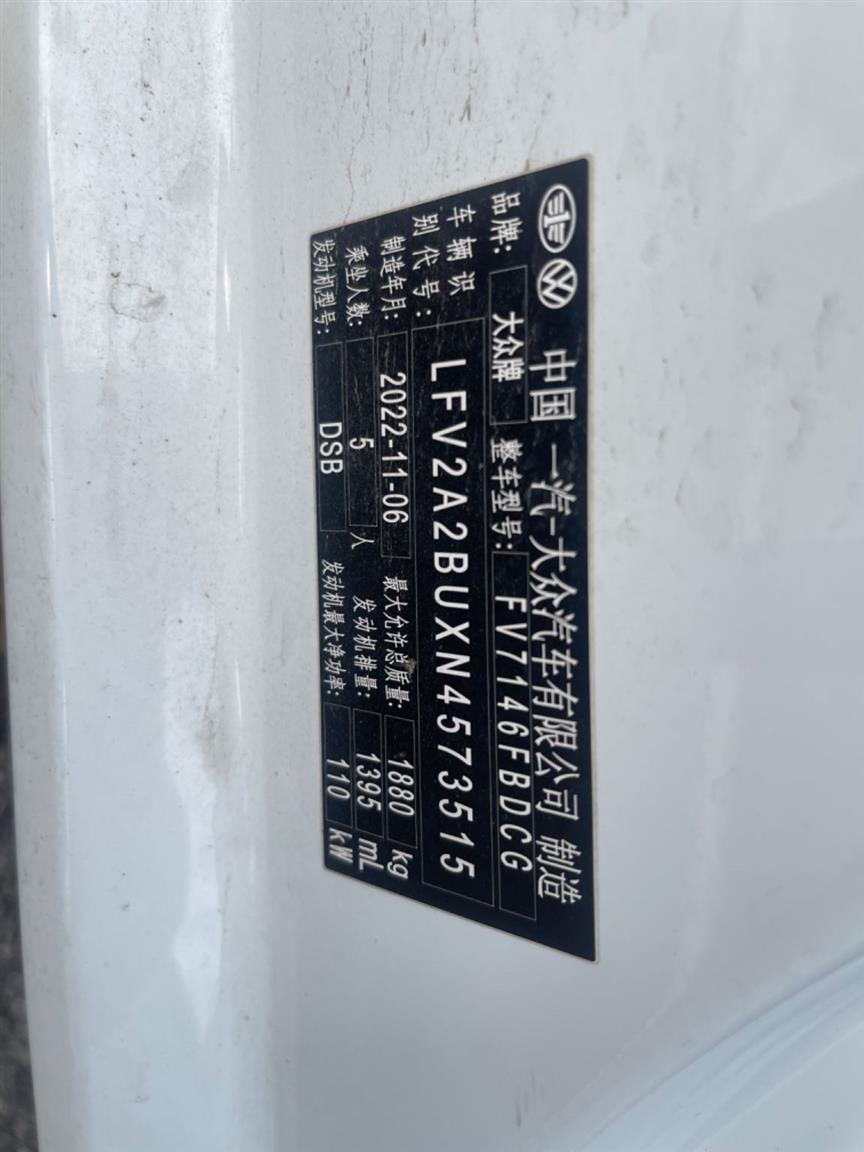 中国 一汽-大众汽车有限公司 制造
品牌: 大众牌 整车型号: FV7146FBDCG
车辆识别代号: LFV2A2BUXN4573515
制造年月: 2022-11-06 最大允许总质量: 1880 kg
乘坐人数: 5 人 发动机排量: 1395 mL
发动机型号: DSB 发动机最大净功率: 110 kW